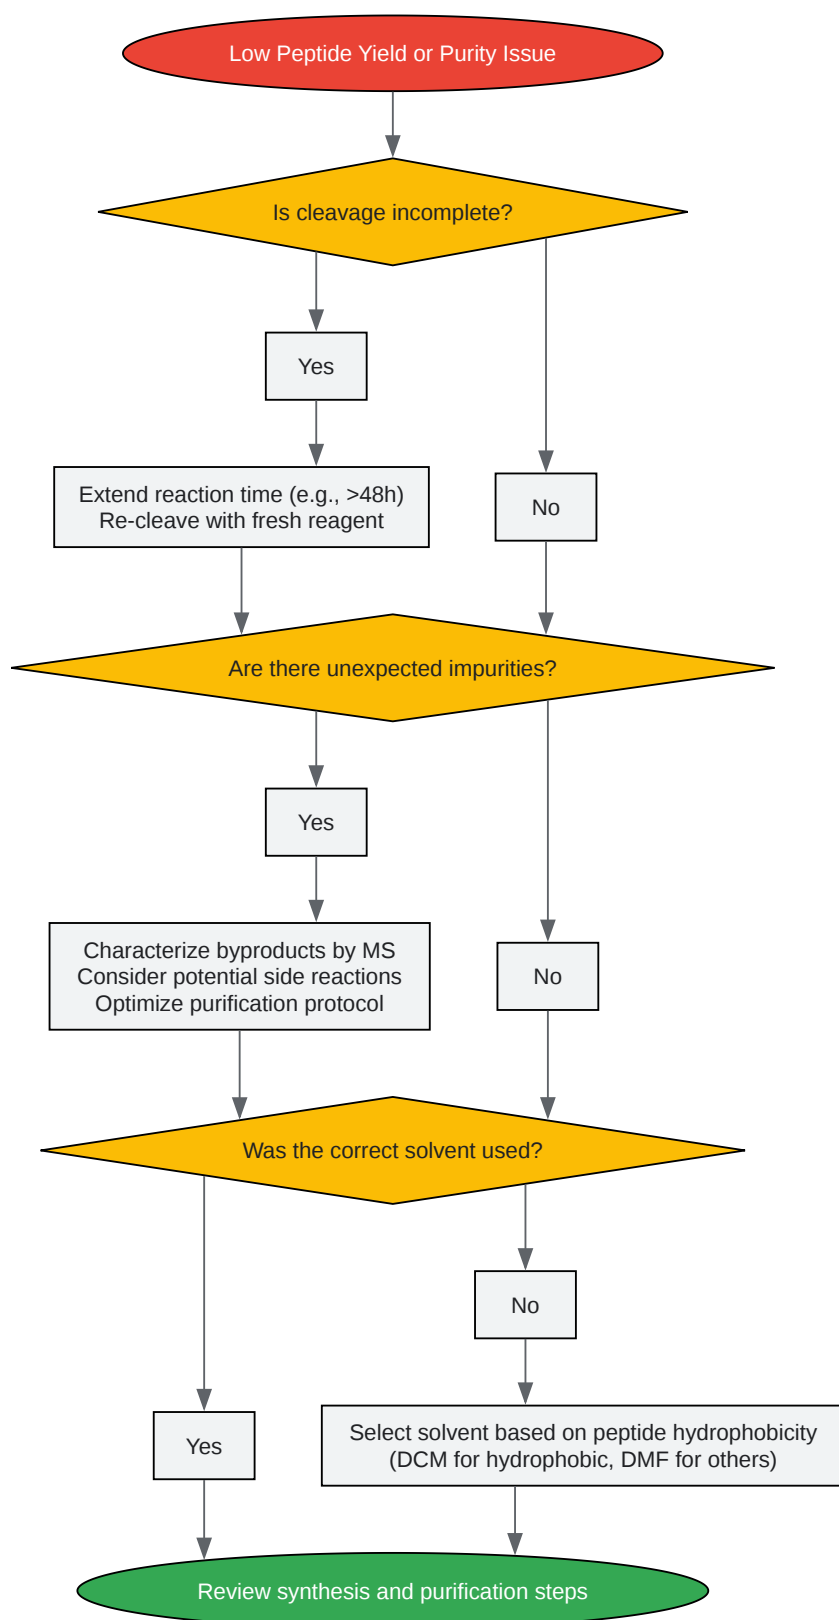 Low Peptide Yield or Purity Issue
Is cleavage incomplete?
Yes
Extend reaction time (e.g., >48h)
Re-cleave with fresh reagent
No
Are there unexpected impurities?
Yes
Characterize byproducts by MS
Consider potential side reactions
Optimize purification protocol
No
Was the correct solvent used?
No
Yes
Select solvent based on peptide hydrophobicity
(DCM for hydrophobic, DMF for others)
Review synthesis and purification steps